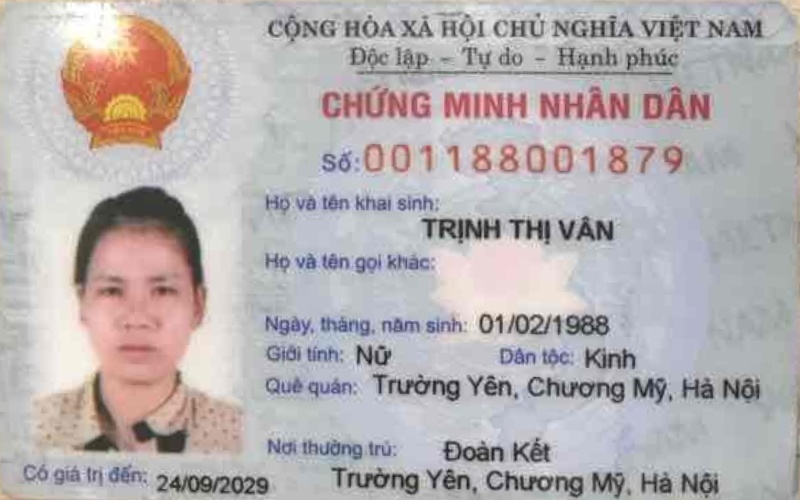 CỘNG HÒA XÃ HỘI CHỦ NGHĨA VIỆT NAM
Độc lập - Tự do - Hạnh phúc
CHỨNG MINH NHÂN DÂN
Số: 001188001879
Họ và tên khai sinh:
TRỊNH THỊ VÂN
Họ và tên gọi khác:
Ngày, tháng, năm sinh: 01/02/1988
Giới tính: Nữ Dân tộc: Kinh
Quê quán: Trường Yên, Chương Mỹ, Hà Nội
Nơi thường trú: Đoàn Kết
Trường Yên, Chương Mỹ, Hà Nội
Có giá trị đến: 24/09/2029